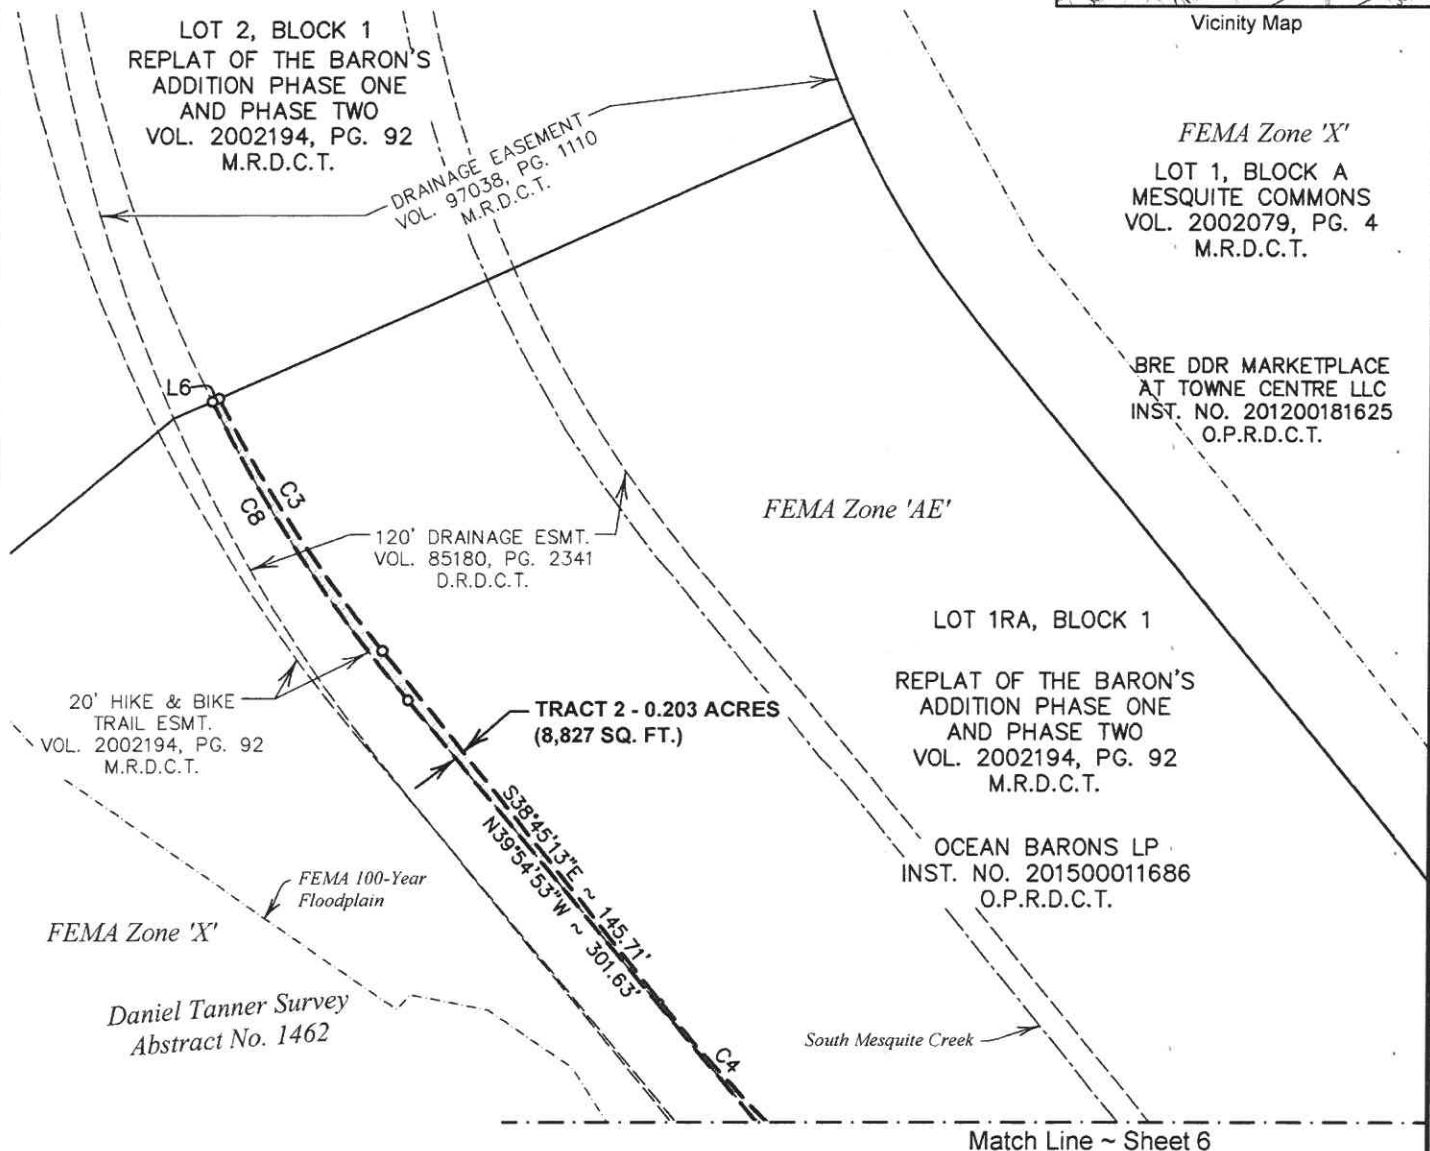 Vicinity Map
LOT 2, BLOCK 1
REPLAT OF THE BARON'S
ADDITION PHASE ONE
AND PHASE TWO
VOL. 2002194, PG. 92
M.R.D.C.T.
DRAINAGE EASEMENT
VOL. 97038, PG. 1110
M.R.D.C.T.
FEMA Zone 'X'
LOT 1, BLOCK A
MESQUITE COMMONS
VOL. 2002079, PG. 4
M.R.D.C.T.
BRE DDR MARKETPLACE
AT TOWNE CENTRE LLC
INST. NO. 201200181625
O.P.R.D.C.T.
L6
C3
C8
120' DRAINAGE ESMT.
VOL. 85180, PG. 2341
D.R.D.C.T.
FEMA Zone 'AE'
LOT 1RA, BLOCK 1
REPLAT OF THE BARON'S
ADDITION PHASE ONE
AND PHASE TWO
VOL. 2002194, PG. 92
M.R.D.C.T.
20' HIKE & BIKE
TRAIL ESMT.
VOL. 2002194, PG. 92
M.R.D.C.T.
TRACT 2 - 0.203 ACRES
(8,827 SQ. FT.)
S38°45'13"E ~ 145.71'
N39°54'53"W ~ 301.63'
OCEAN BARONS LP
INST. NO. 201500011686
O.P.R.D.C.T.
FEMA 100-Year
Floodplain
FEMA Zone 'X'
Daniel Tanner Survey
Abstract No. 1462
South Mesquite Creek
C4
Match Line ~ Sheet 6